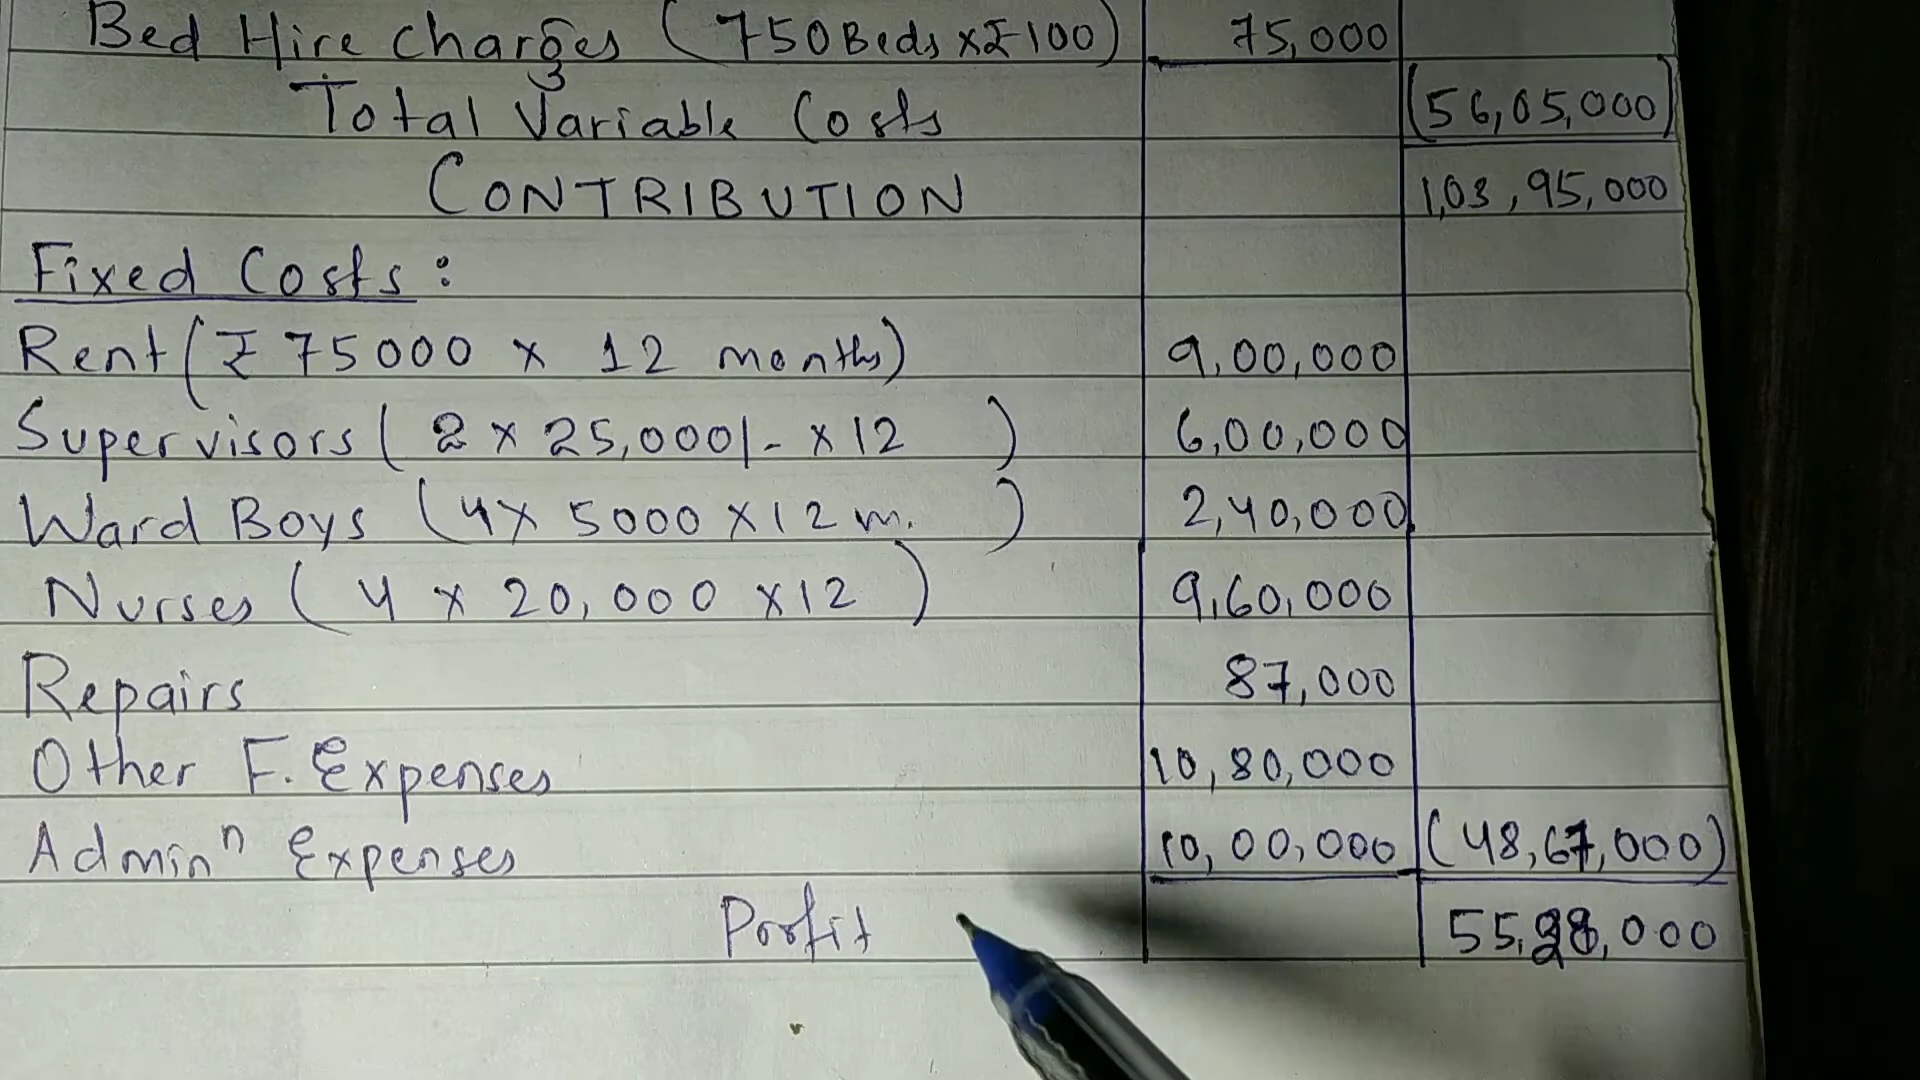 Bed Hire Charges (750 Beds x ₹100) 75,000
Total Variable Costs (56,05,000)
CONTRIBUTION 1,03,95,000
Fixed Costs:
Rent (₹ 75000 x 12 months) 9,00,000
Supervisors ( 2 x 25,000/- x 12 ) 6,00,000
Ward Boys (4 x 5000 x 12 m. ) 2,40,000
Nurses ( 4 x 20,000 x 12 ) 9,60,000
Repairs 87,000
Other F. Expenses 10,80,000
Adminⁿ Expenses 10,00,000 (48,67,000)
Profit 55,28,000